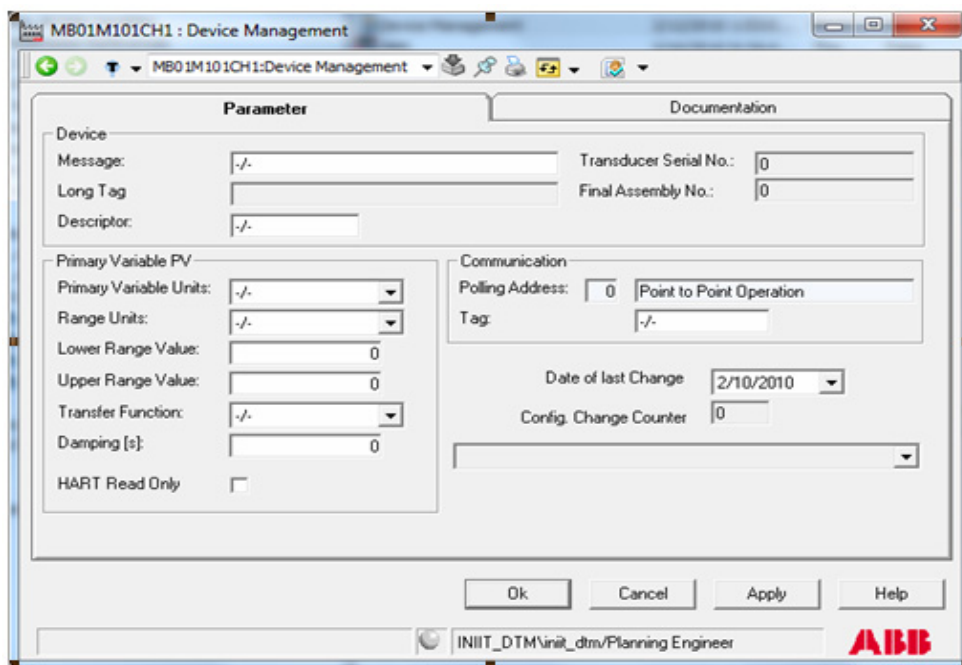 MB01M101CH1 : Device Management
MB01M101CH1:Device Management
Parameter
Documentation
Device
Message: -/-
Transducer Serial No.: 0
Long Tag
Final Assembly No.: 0
Descriptor: -/-
Primary Variable PV
Primary Variable Units: -/-
Range Units: -/-
Lower Range Value: 0
Upper Range Value: 0
Transfer Function: -/-
Damping [s]: 0
HART Read Only
Communication
Polling Address: 0 Point to Point Operation
Tag: -/-
Date of last Change 2/10/2010
Config. Change Counter 0
Ok Cancel Apply Help
INIIT_DTM\iniit_dtm/Planning Engineer
ABB